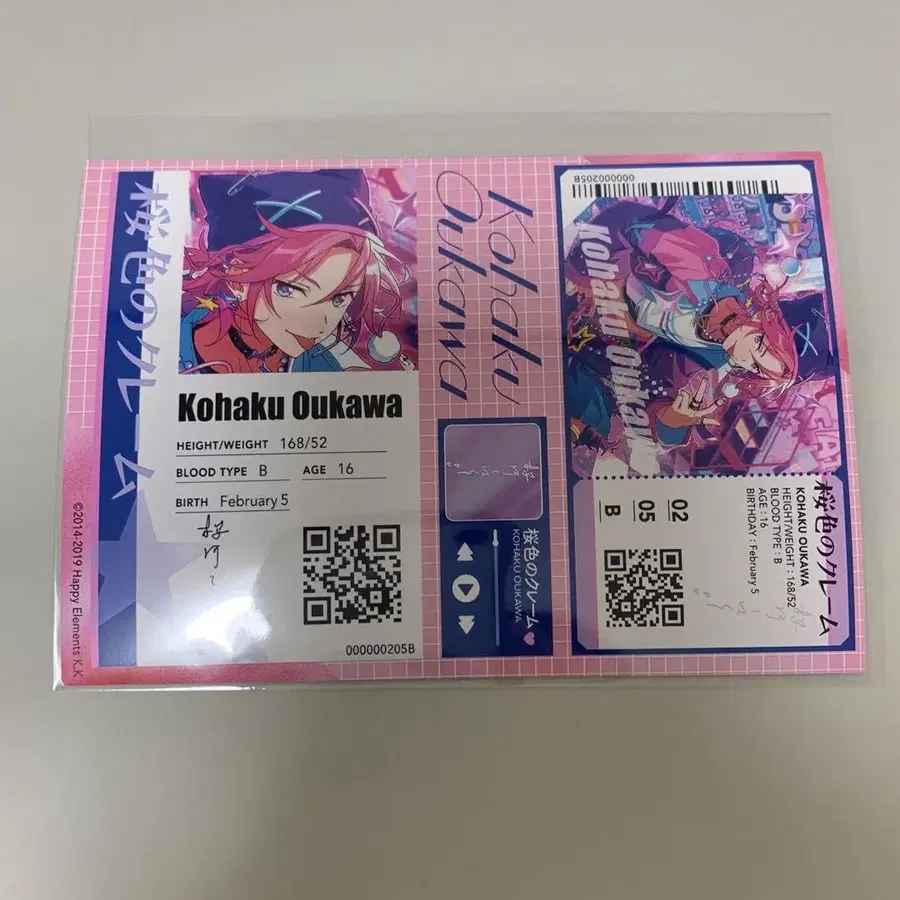 桜色のクレーム
Kohaku Oukawa
HEIGHT/WEIGHT 168/52
BLOOD TYPE B AGE 16
BIRTH February 5
000000205B
©2014-2019 Happy Elements K.K
Kohaku
Oukawa
桜色のクレーム♥
KOHAKU OUKAWA
000000205B
Kohaku Oukawa
02
05
B
桜色のクレーム
KOHAKU OUKAWA
HEIGHT/WEIGHT : 168/52
BLOOD TYPE : B
AGE : 16
BIRTHDAY : February 5